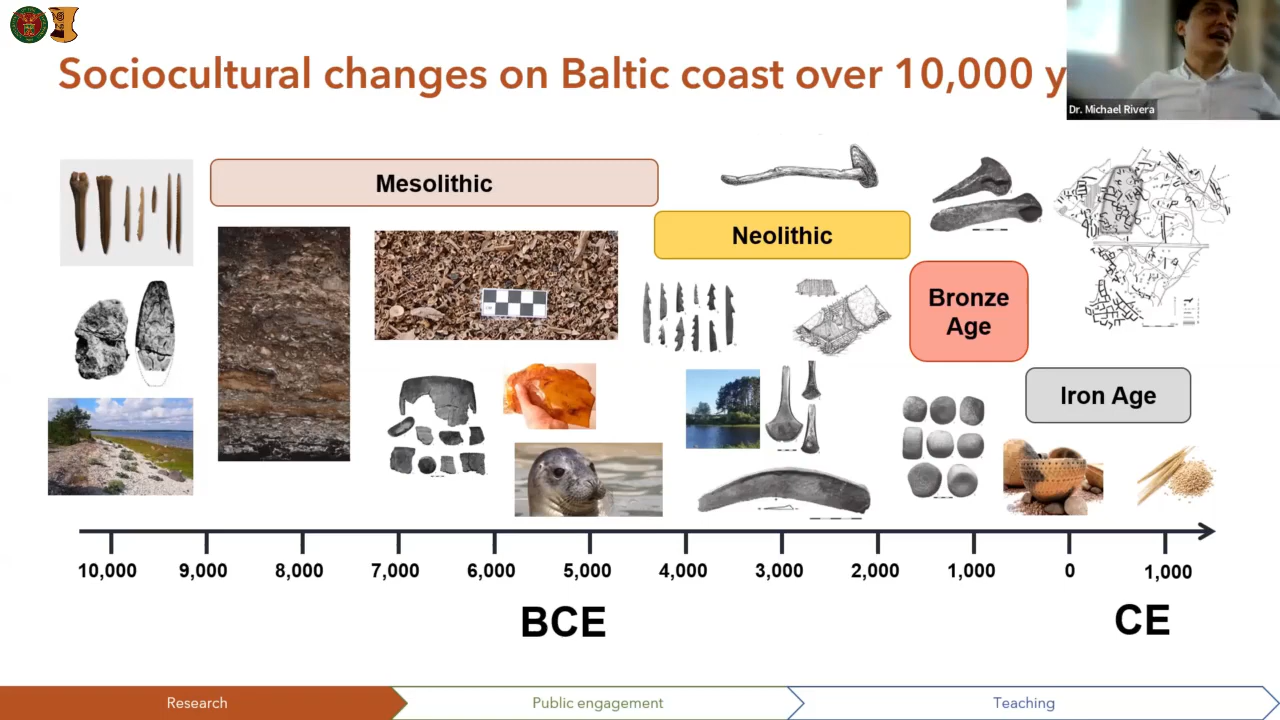 Sociocultural changes on Baltic coast over 10,000 y
Dr. Michael Rivera
Mesolithic
Neolithic
Bronze
Age
Iron Age
10,000 9,000 8,000 7,000 6,000 5,000 4,000 3,000 2,000 1,000 0 1,000
BCE CE
Research Public engagement Teaching